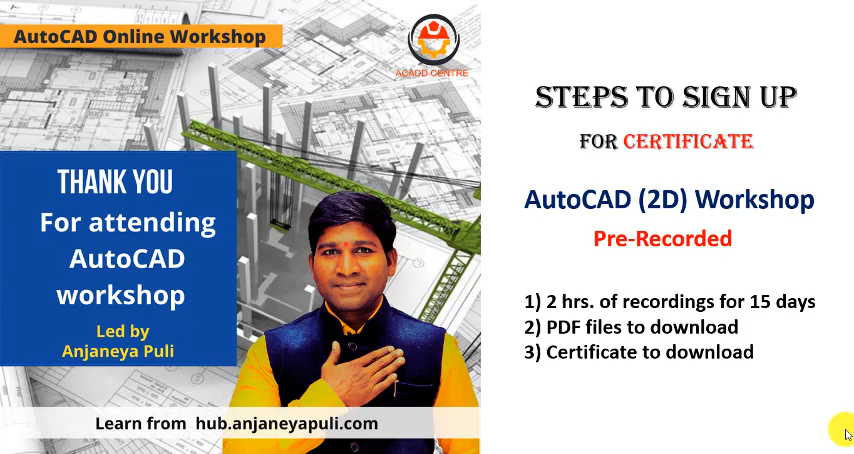 AutoCAD Online Workshop
ACADD CENTRE
THANK YOU
For attending
AutoCAD
workshop
Led by
Anjaneya Puli
Learn from hub.anjaneyapuli.com
STEPS TO SIGN UP
FOR CERTIFICATE
AutoCAD (2D) Workshop
Pre-Recorded
1) 2 hrs. of recordings for 15 days
2) PDF files to download
3) Certificate to download